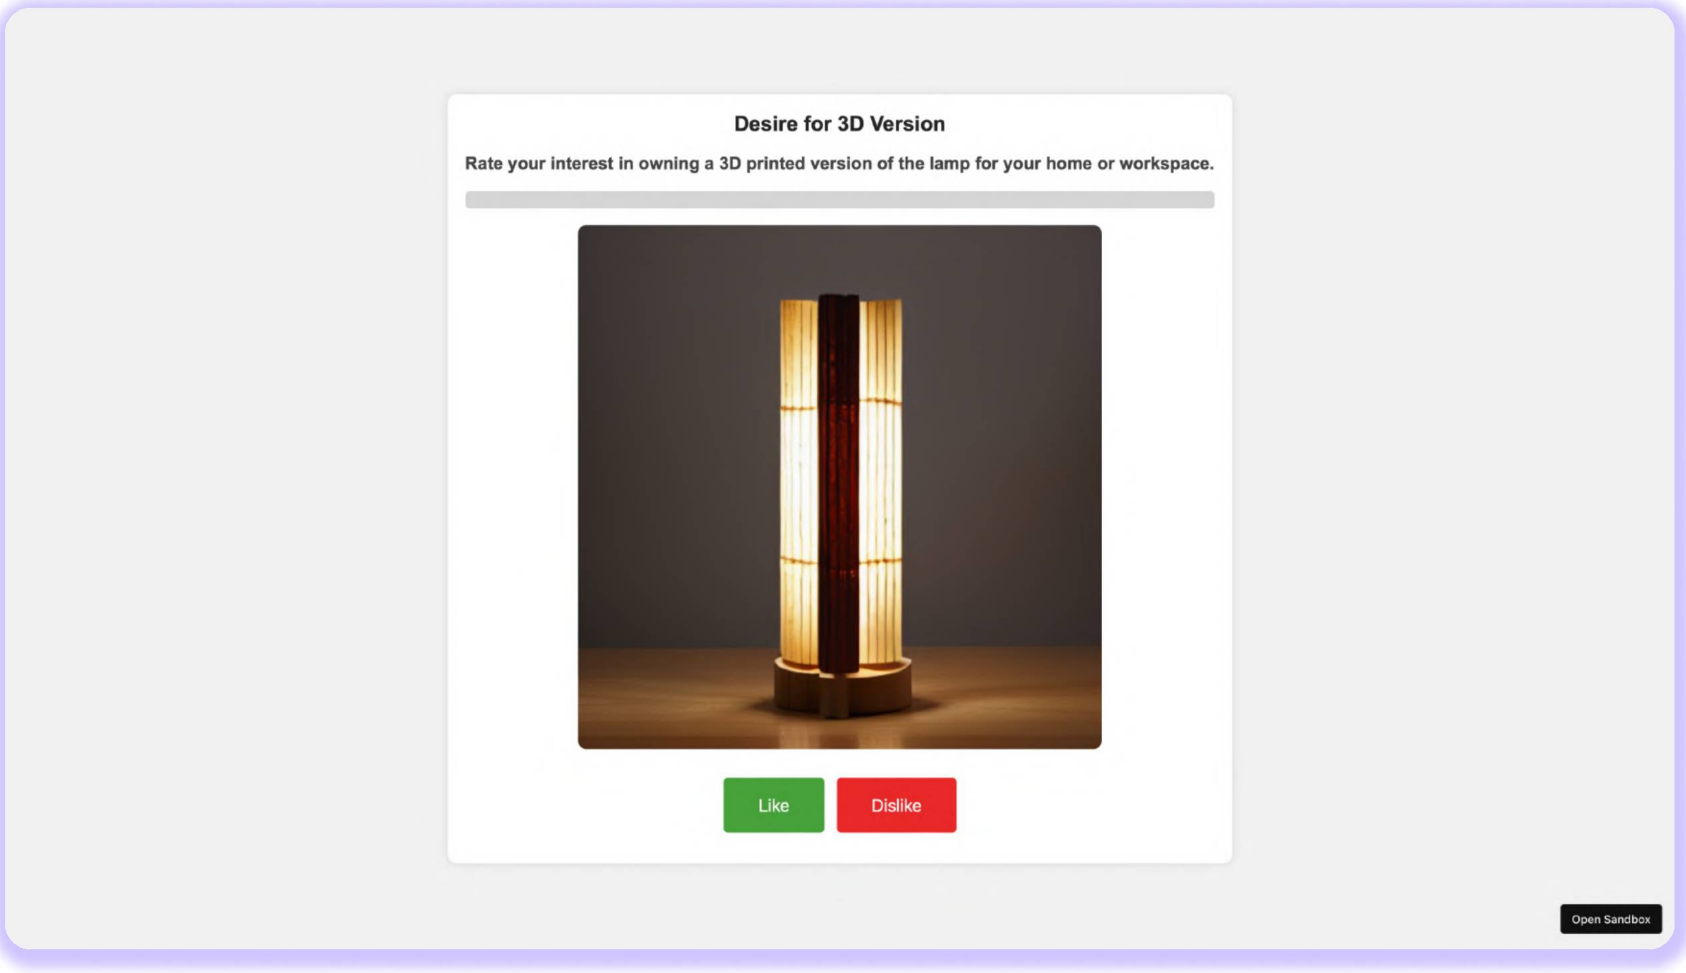 Desire for 3D Version
Rate your interest in owning a 3D printed version of the lamp for your home or workspace.
Like
Dislike
Open Sandbox